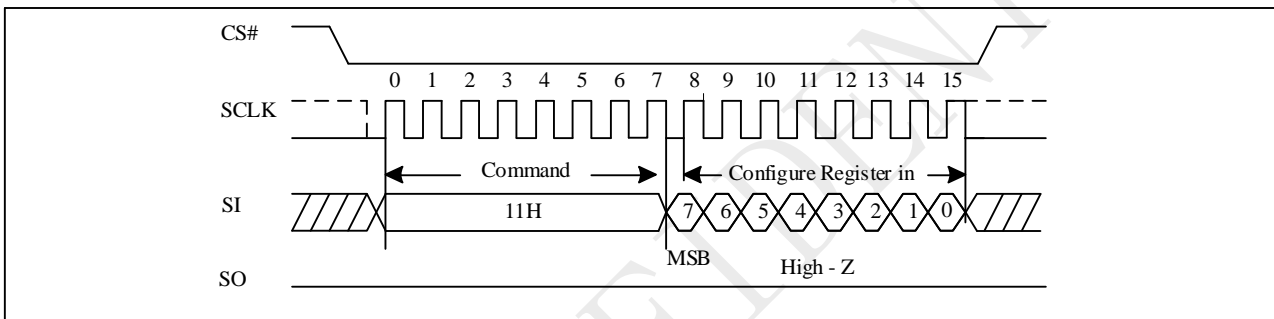 CS#
0 1 2 3 4 5 6 7 8 9 10 11 12 13 14 15
SCLK
Command Configure Register in
SI 11H 7 6 5 4 3 2 1 0
MSB High - Z
SO